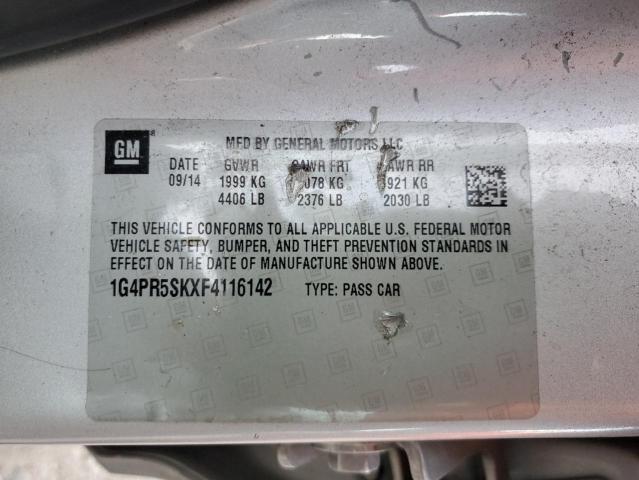 GM
MFD BY GENERAL MOTORS LLC
DATE GVWR GAWR FRT GAWR RR
09/14 1999 KG 1078 KG 921 KG
4406 LB 2376 LB 2030 LB
THIS VEHICLE CONFORMS TO ALL APPLICABLE U.S. FEDERAL MOTOR
VEHICLE SAFETY, BUMPER, AND THEFT PREVENTION STANDARDS IN
EFFECT ON THE DATE OF MANUFACTURE SHOWN ABOVE.
1G4PR5SKXF4116142 TYPE: PASS CAR